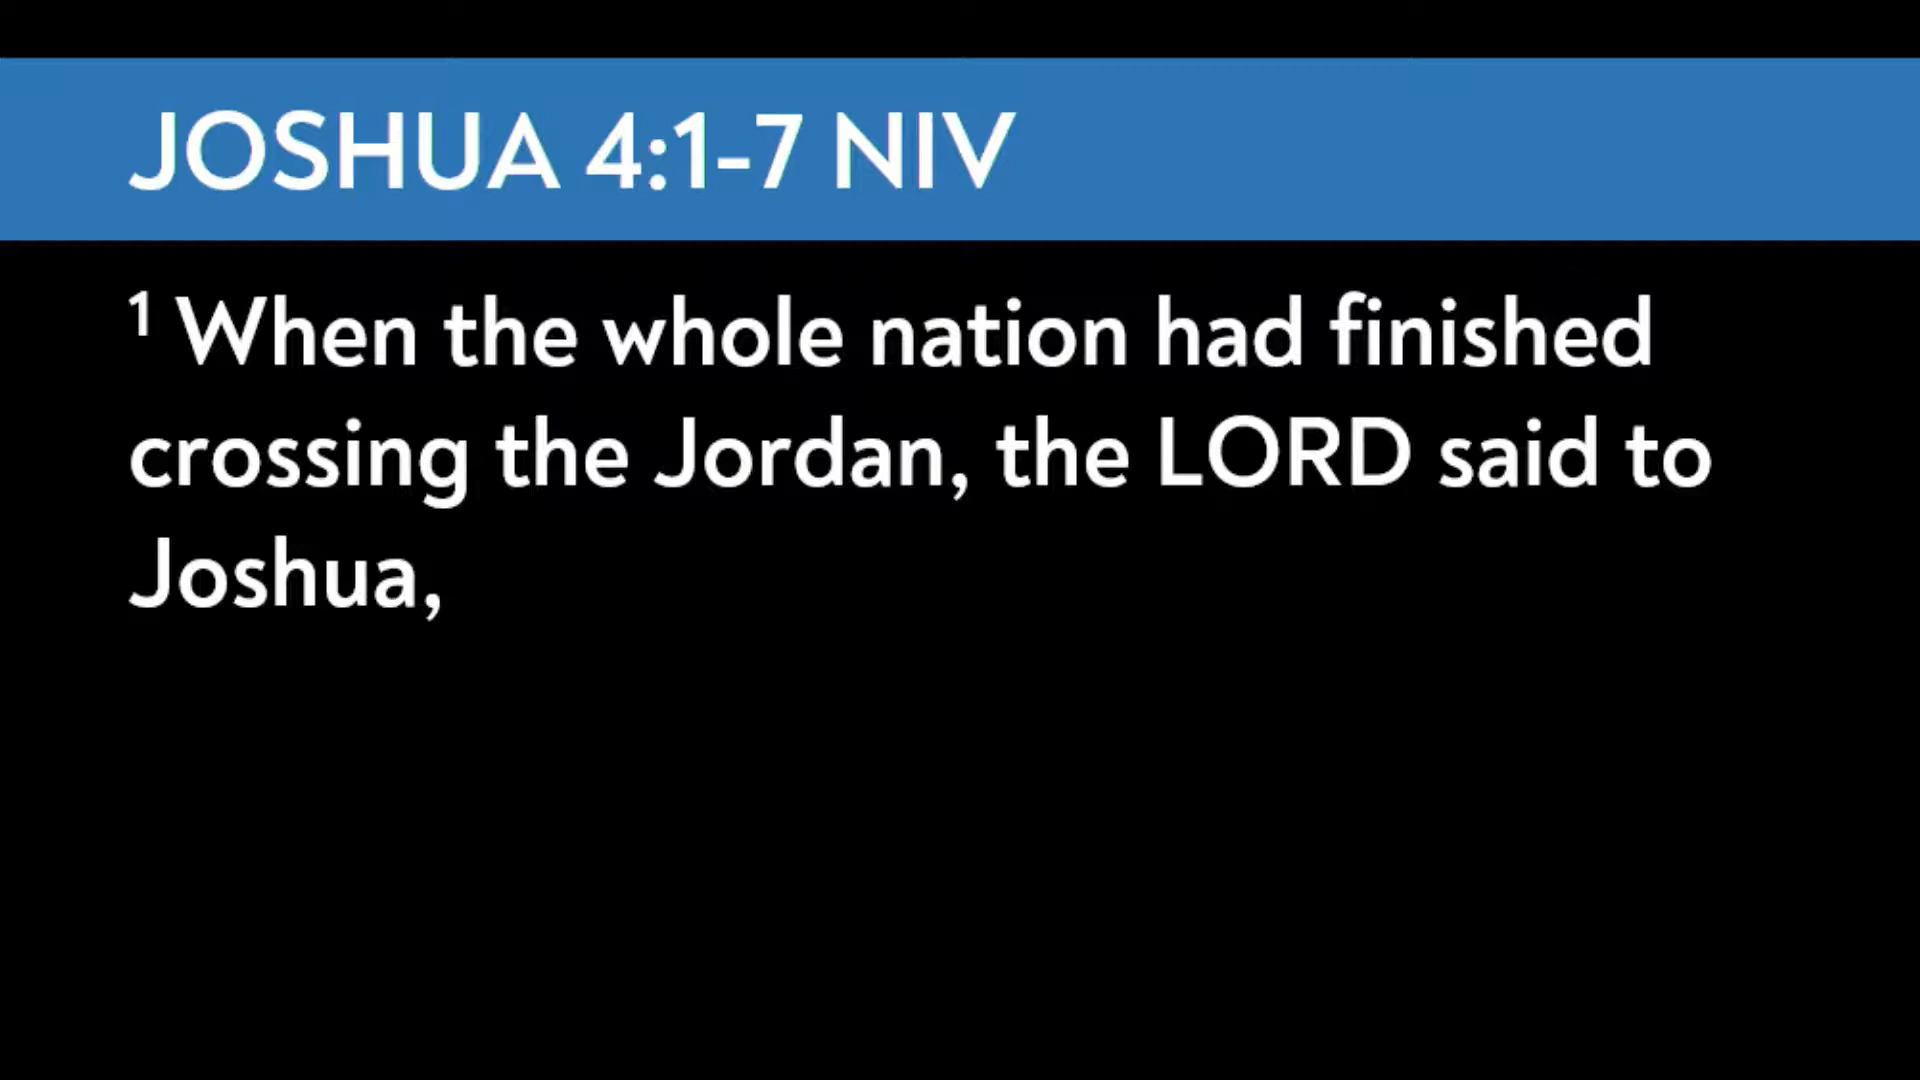 JOSHUA 4:1-7 NIV
1 When the whole nation had finished
crossing the Jordan, the LORD said to
Joshua,